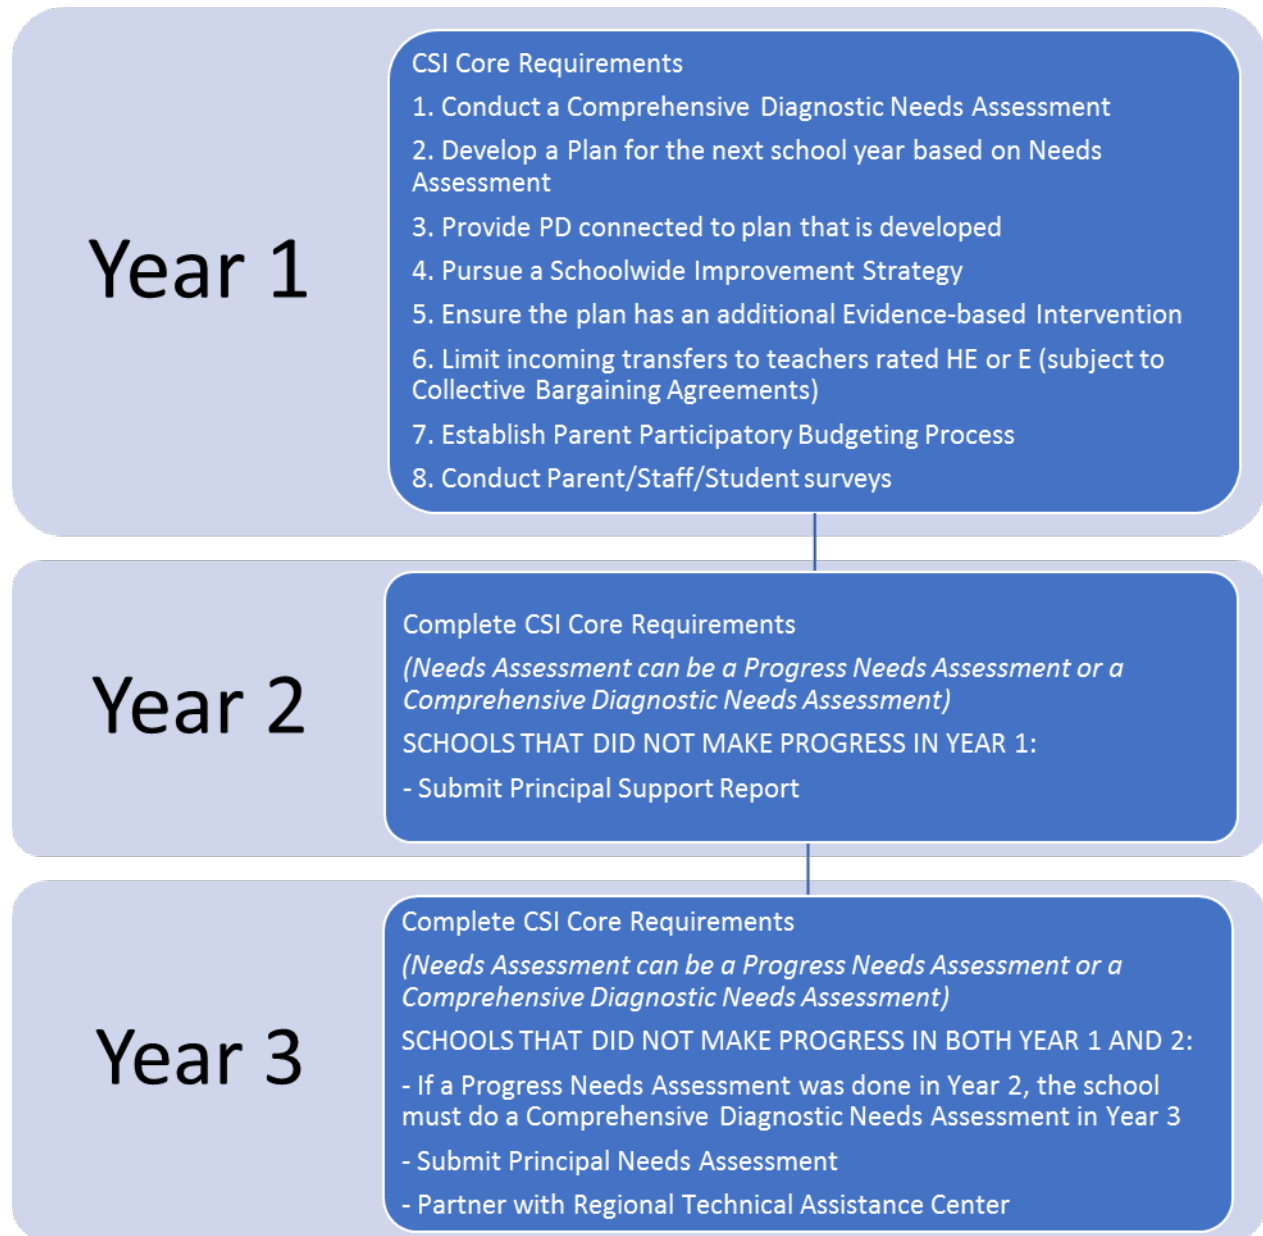 Year 1
CSI Core Requirements
1. Conduct a Comprehensive Diagnostic Needs Assessment
2. Develop a Plan for the next school year based on Needs
Assessment
3. Provide PD connected to plan that is developed
4. Pursue a Schoolwide Improvement Strategy
5. Ensure the plan has an additional Evidence-based Intervention
6. Limit incoming transfers to teachers rated HE or E (subject to
Collective Bargaining Agreements)
7. Establish Parent Participatory Budgeting Process
8. Conduct Parent/Staff/Student surveys
Year 2
Complete CSI Core Requirements
(Needs Assessment can be a Progress Needs Assessment or a
Comprehensive Diagnostic Needs Assessment)
SCHOOLS THAT DID NOT MAKE PROGRESS IN YEAR 1:
- Submit Principal Support Report
Year 3
Complete CSI Core Requirements
(Needs Assessment can be a Progress Needs Assessment or a
Comprehensive Diagnostic Needs Assessment)
SCHOOLS THAT DID NOT MAKE PROGRESS IN BOTH YEAR 1 AND 2:
- If a Progress Needs Assessment was done in Year 2, the school
must do a Comprehensive Diagnostic Needs Assessment in Year 3
- Submit Principal Needs Assessment
- Partner with Regional Technical Assistance Center